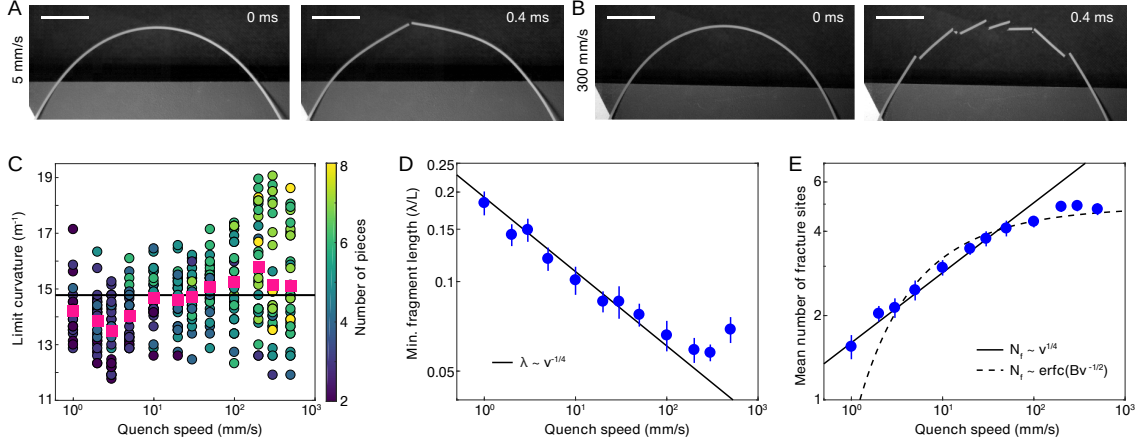 A
5 mm/s
0 ms
0.4 ms
B
300 mm/s
0 ms
0.4 ms
C
Limit curvature (m⁻¹)
19
17
15
13
11
10⁰
10¹
10²
10³
Quench speed (mm/s)
8
6
4
2
Number of pieces
D
Min. fragment length (λ/L)
0.25
0.2
0.15
0.1
0.05
λ ~ v⁻¹/⁴
10⁰
10¹
10²
10³
Quench speed (mm/s)
E
Mean number of fracture sites
6
4
2
1
N_f ~ v¹/⁴
N_f ~ erfc(Bv⁻¹/²)
10⁰
10¹
10²
10³
Quench speed (mm/s)